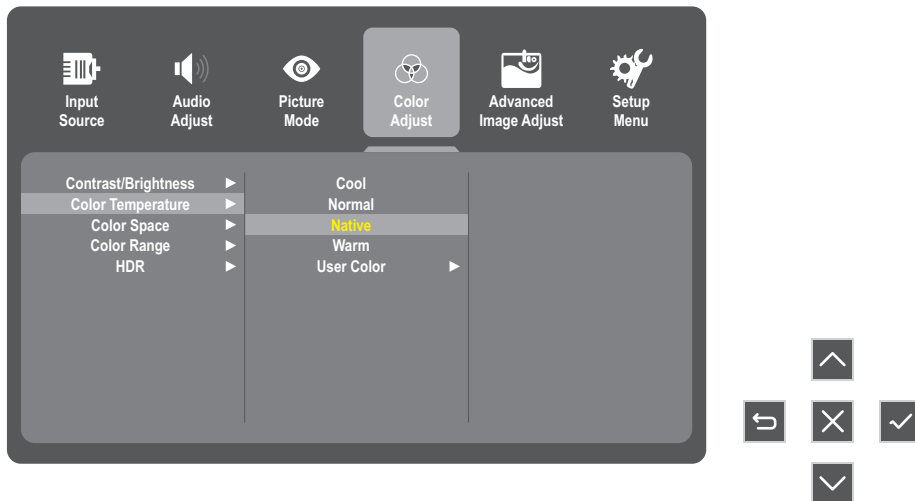 Input
Source
Audio
Adjust
Picture
Mode
Color
Adjust
Advanced
Image Adjust
Setup
Menu
Contrast/Brightness
Color Temperature
Color Space
Color Range
HDR
Cool
Normal
Native
Warm
User Color